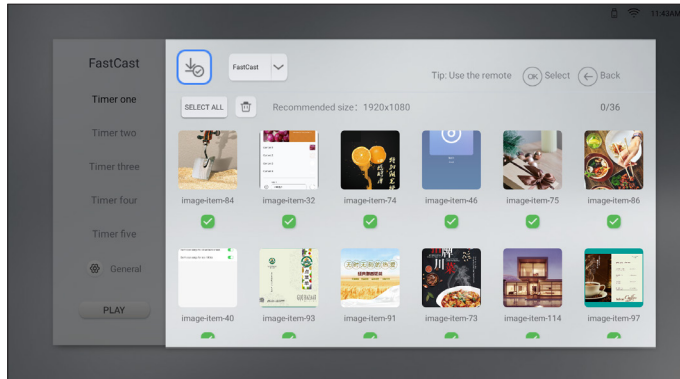 11:43AM
FastCast
Timer one
Timer two
Timer three
Timer four
Timer five
General
PLAY
FastCast
Tip: Use the remote OK Select Back
SELECT ALL
Recommended size: 1920x1080
0/36
image-item-84
image-item-32
image-item-74
image-item-46
image-item-75
image-item-86
川
image-item-40
image-item-93
image-item-91
image-item-73
image-item-114
image-item-97